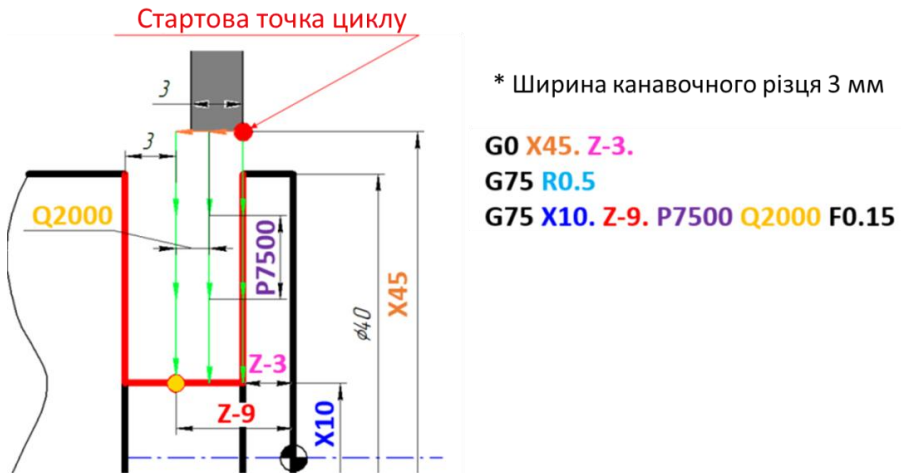 Стартова точка циклу
* Ширина канавочного різця 3 мм
3
3
G0 X45. Z-3.
G75 R0.5
G75 X10. Z-9. P7500 Q2000 F0.15
Q2000
P7500
ø40
X45
Z-3
Z-9
X10